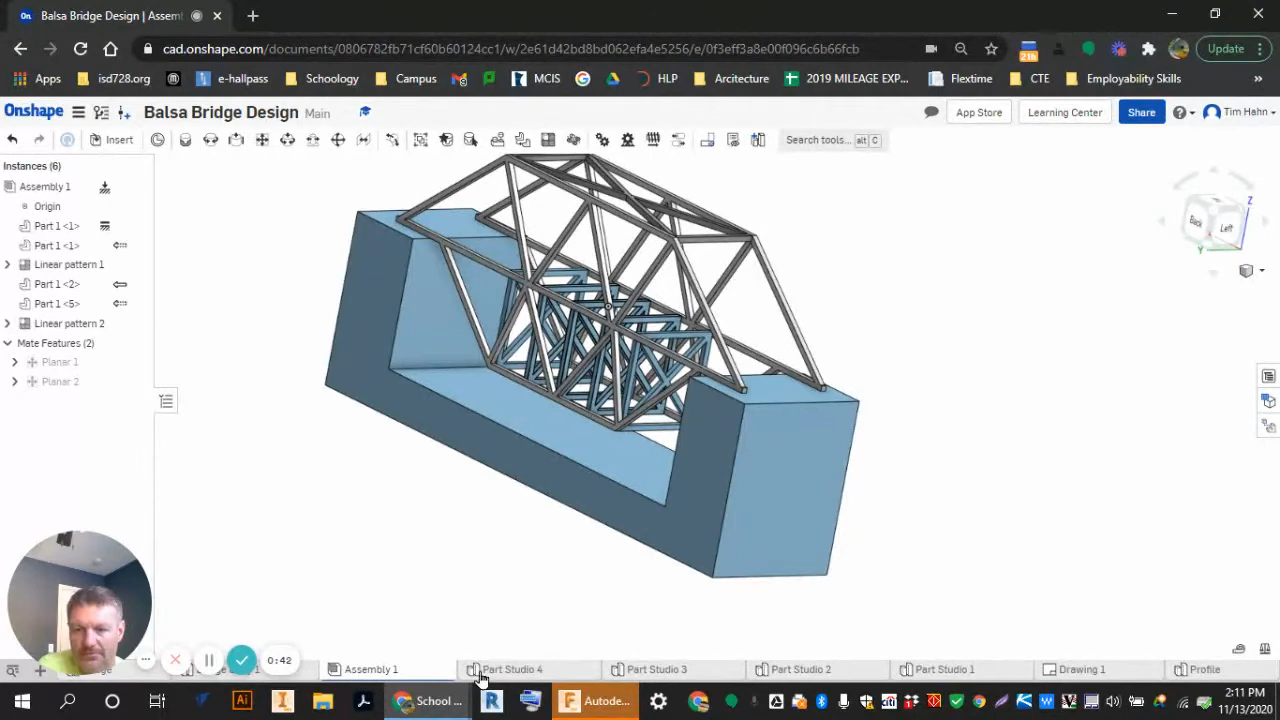 Balsa Bridge Design | Assem
cad.onshape.com/documents/0806782fb71cf60b60124cc1/w/2e61d42bd8bd062efa4e5256/e/0f3eff3a8e00f096c6b66fcb
21h
Update
Apps
isd728.org
e-hallpass
Schoology
Campus
MCIS
HLP
Arcitecture
2019 MILEAGE EXP...
Flextime
CTE
Employability Skills
»
Onshape
Balsa Bridge Design
Main
App Store
Learning Center
Share
Tim Hahn
Insert
Search tools...
alt C
Instances (6)
Assembly 1
Origin
Part 1 <1>
Part 1 <1>
Linear pattern 1
Part 1 <2>
Part 1 <5>
Linear pattern 2
Mate Features (2)
Planar 1
Planar 2
Z
Back
Left
Y
0:42
Assembly 1
Part Studio 4
Part Studio 3
Part Studio 2
Part Studio 1
Drawing 1
Profile
Ai
I
School ...
R
F
Autode...
2:11 PM
11/13/2020